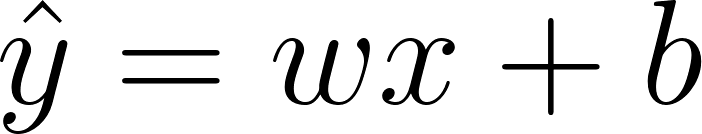 ŷ = wx + b